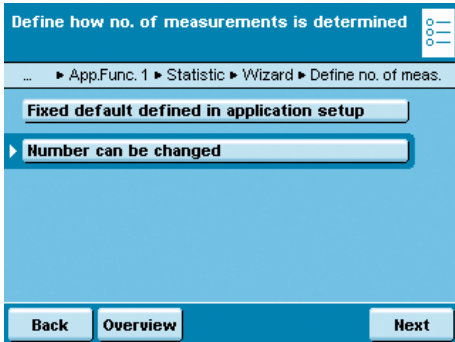 Define how no. of measurements is determined
... ▸ App.Func. 1 ▸ Statistic ▸ Wizard ▸ Define no. of meas.
Fixed default defined in application setup
Number can be changed
Back Overview Next